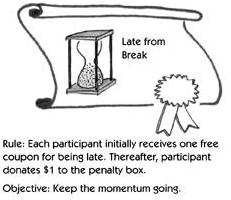 Late from
Break
Rule: Each participant initially receives one free
coupon for being late. Thereafter, participant
donates $1 to the penalty box.
Objective: Keep the momentum going.